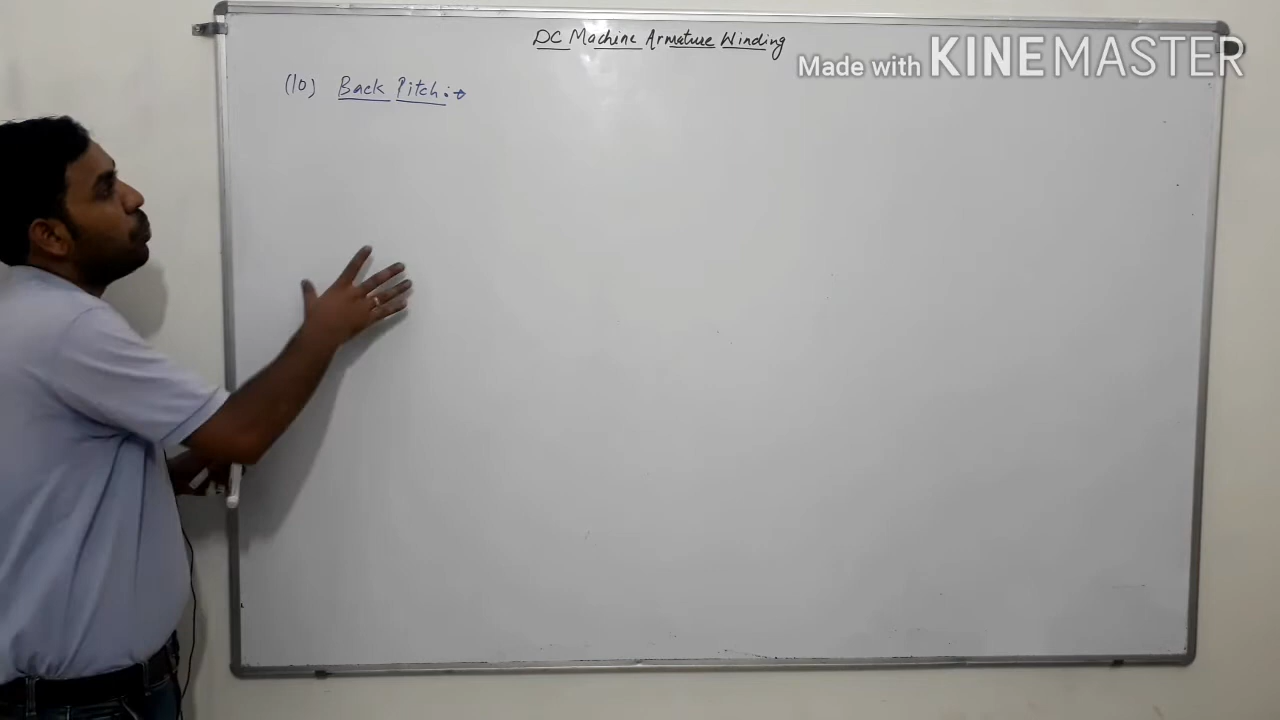 DC Machine Armature Winding
Made with KINEMASTER
(10) Back Pitch :→